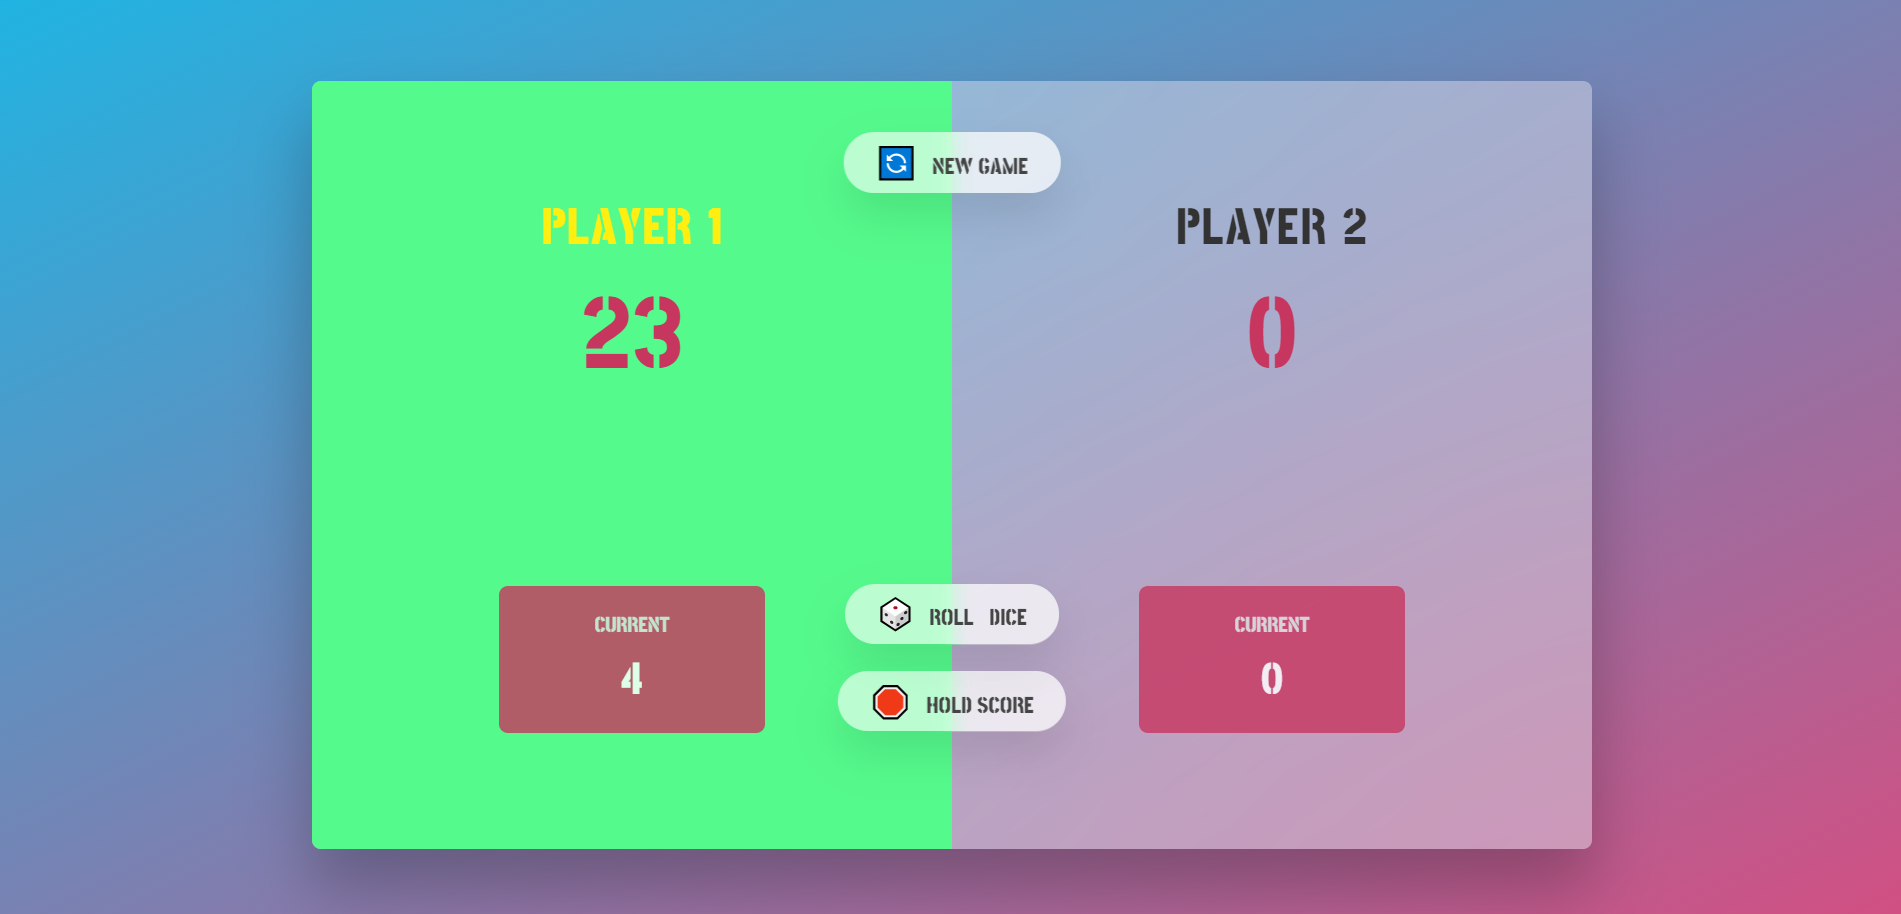 NEW GAME
PLAYER 1
23
PLAYER 2
0
CURRENT
4
ROLL DICE
HOLD SCORE
CURRENT
0